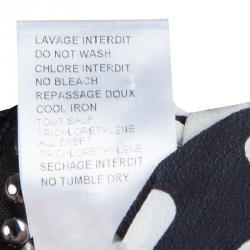 LAVAGE INTERDIT
DO NOT WASH
CHLORE INTERDIT
NO BLEACH
REPASSAGE DOUX
COOL IRON
TOUT SAUF
TRICHLORETYLENE
ALL EXEPT
TRICHLORETHYLENE
SECHAGE INTERDIT
NO TUMBLE DRY